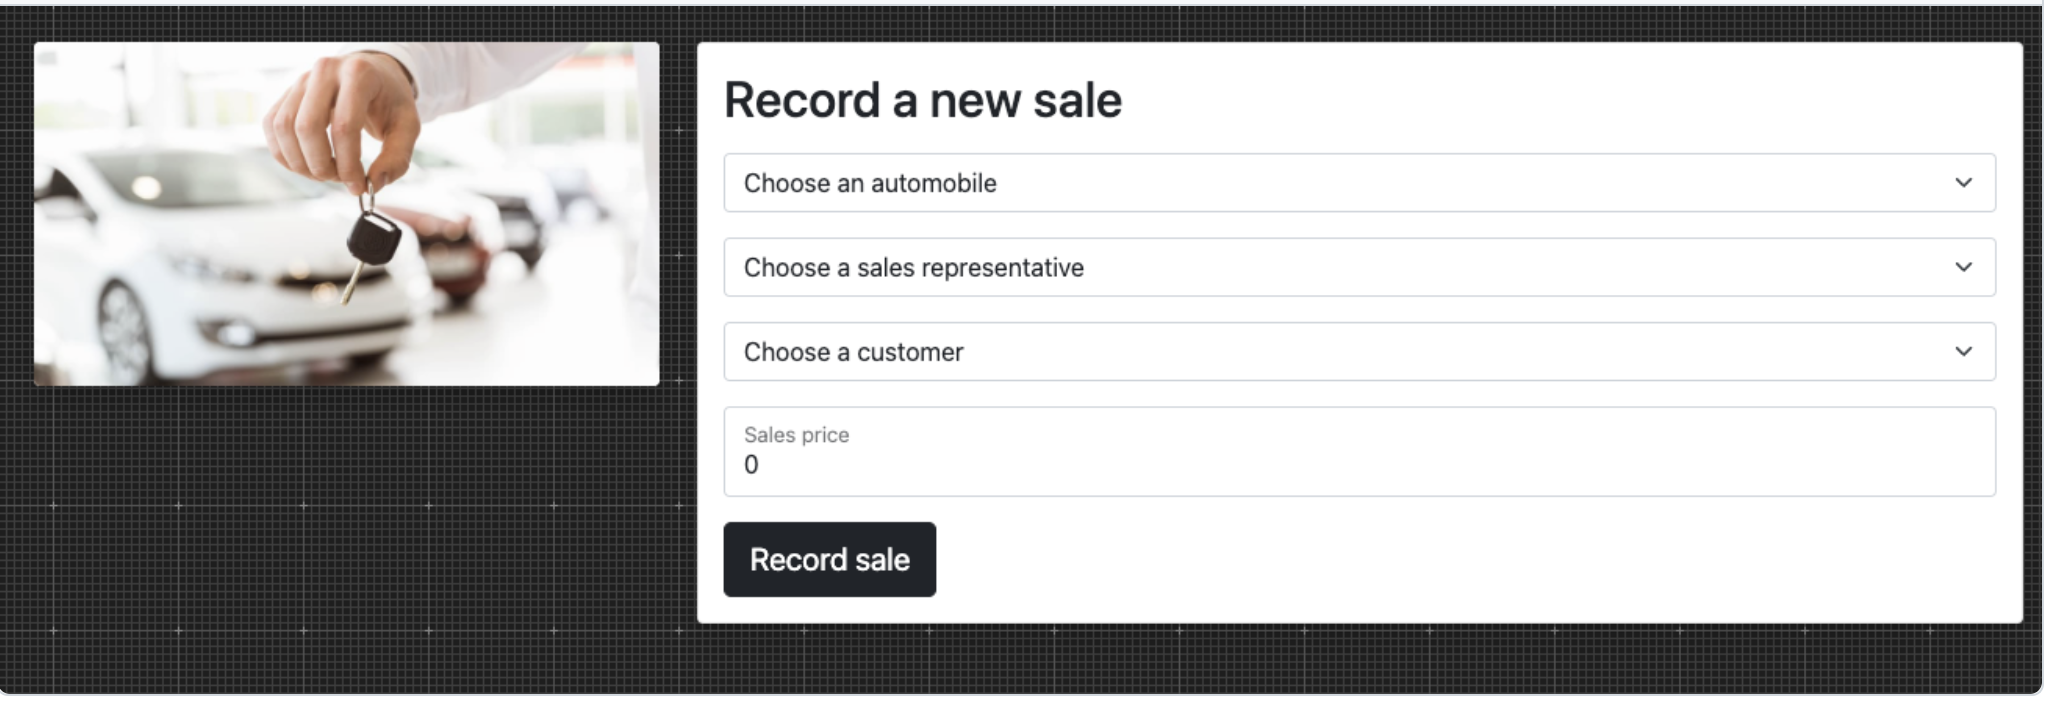 Record a new sale
Choose an automobile
Choose a sales representative
Choose a customer
Sales price
0
Record sale